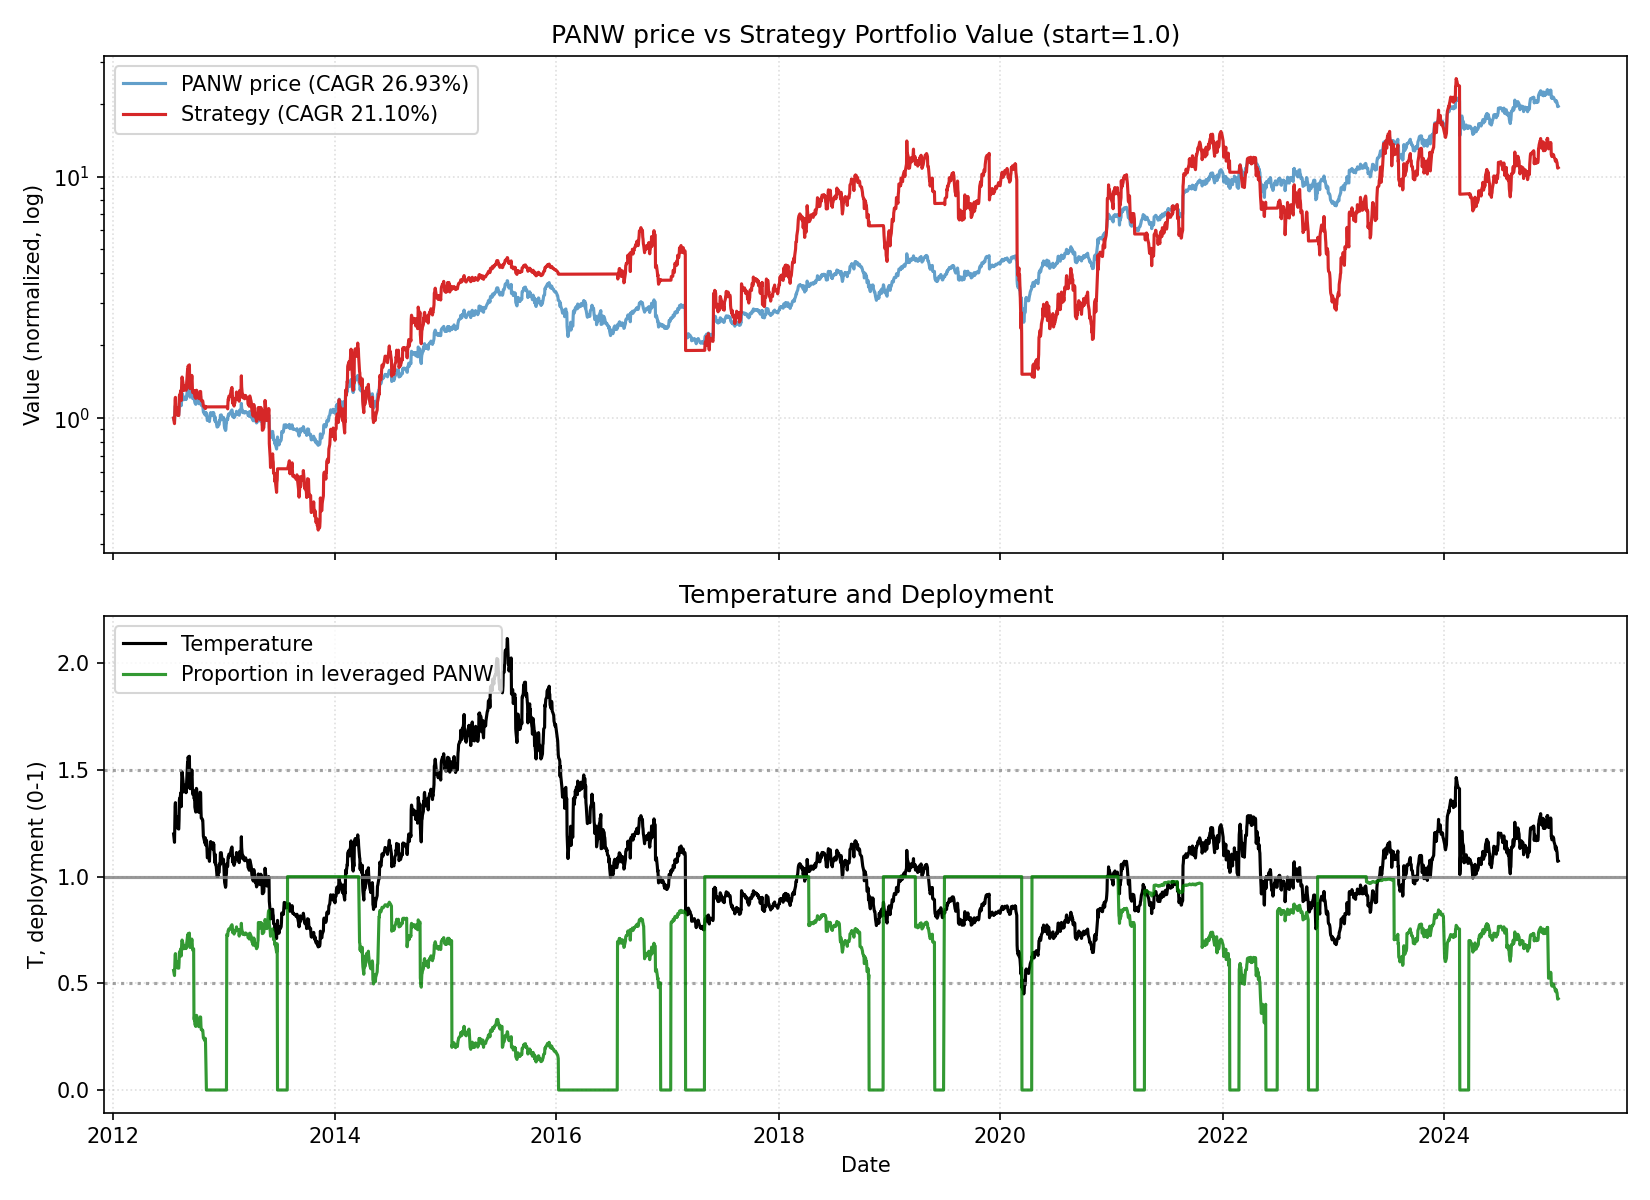 PANW price vs Strategy Portfolio Value (start=1.0)
PANW price (CAGR 26.93%)
Strategy (CAGR 21.10%)
Value (normalized, log)
10¹
10⁰
Temperature and Deployment
Temperature
Proportion in leveraged PANW
T, deployment (0-1)
2.0
1.5
1.0
0.5
0.0
2012 2014 2016 2018 2020 2022 2024
Date